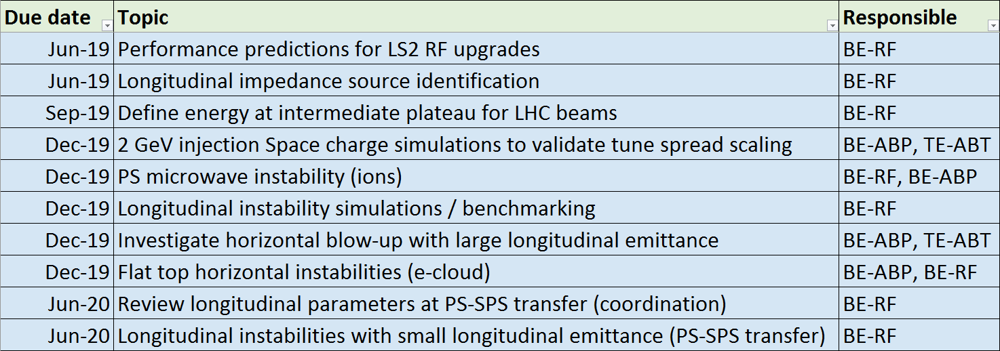 Due date Topic Responsible
Jun-19 Performance predictions for LS2 RF upgrades BE-RF
Jun-19 Longitudinal impedance source identification BE-RF
Sep-19 Define energy at intermediate plateau for LHC beams BE-RF
Dec-19 2 GeV injection Space charge simulations to validate tune spread scaling BE-ABP, TE-ABT
Dec-19 PS microwave instability (ions) BE-RF, BE-ABP
Dec-19 Longitudinal instability simulations / benchmarking BE-RF
Dec-19 Investigate horizontal blow-up with large longitudinal emittance BE-ABP, TE-ABT
Dec-19 Flat top horizontal instabilities (e-cloud) BE-ABP, BE-RF
Jun-20 Review longitudinal parameters at PS-SPS transfer (coordination) BE-RF
Jun-20 Longitudinal instabilities with small longitudinal emittance (PS-SPS transfer) BE-RF